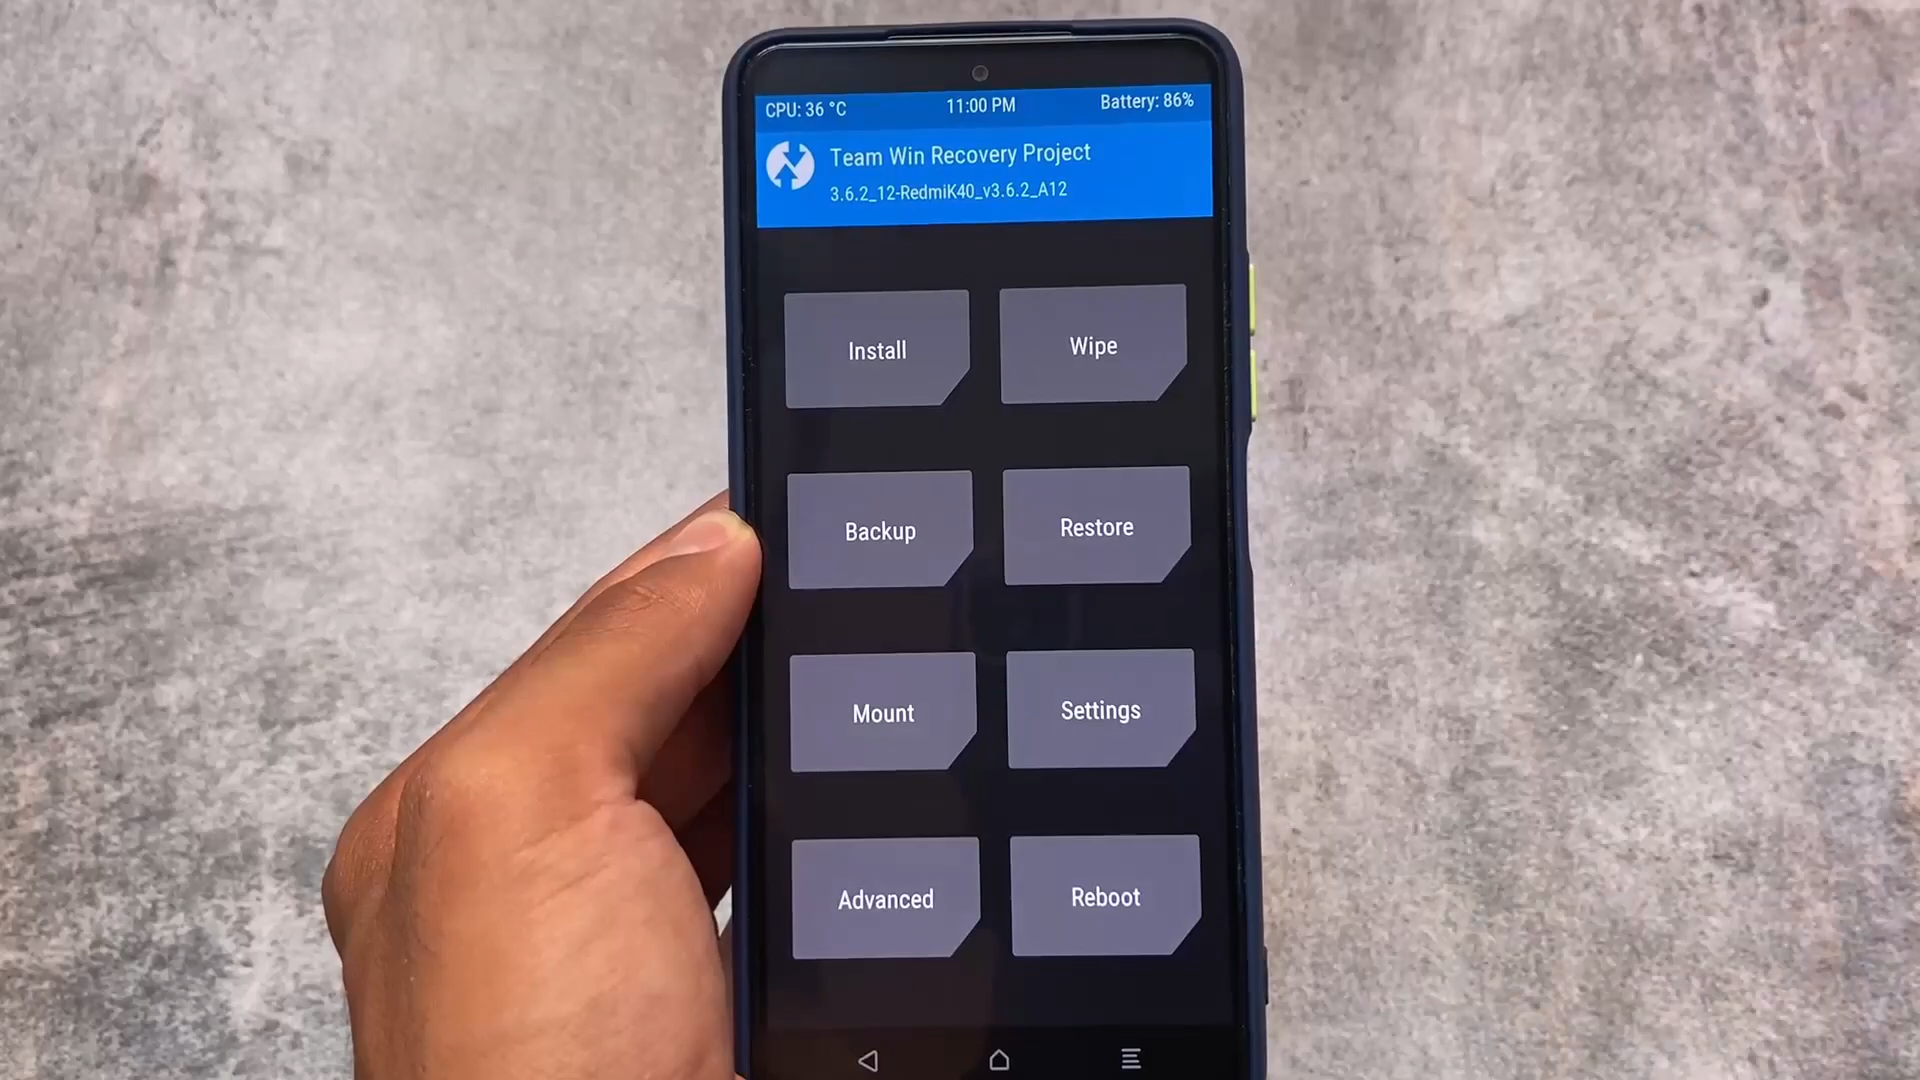 CPU: 36 °C 11:00 PM Battery: 86%
Team Win Recovery Project
3.6.2_12-RedmiK40_v3.6.2_A12
Install Wipe
Backup Restore
Mount Settings
Advanced Reboot